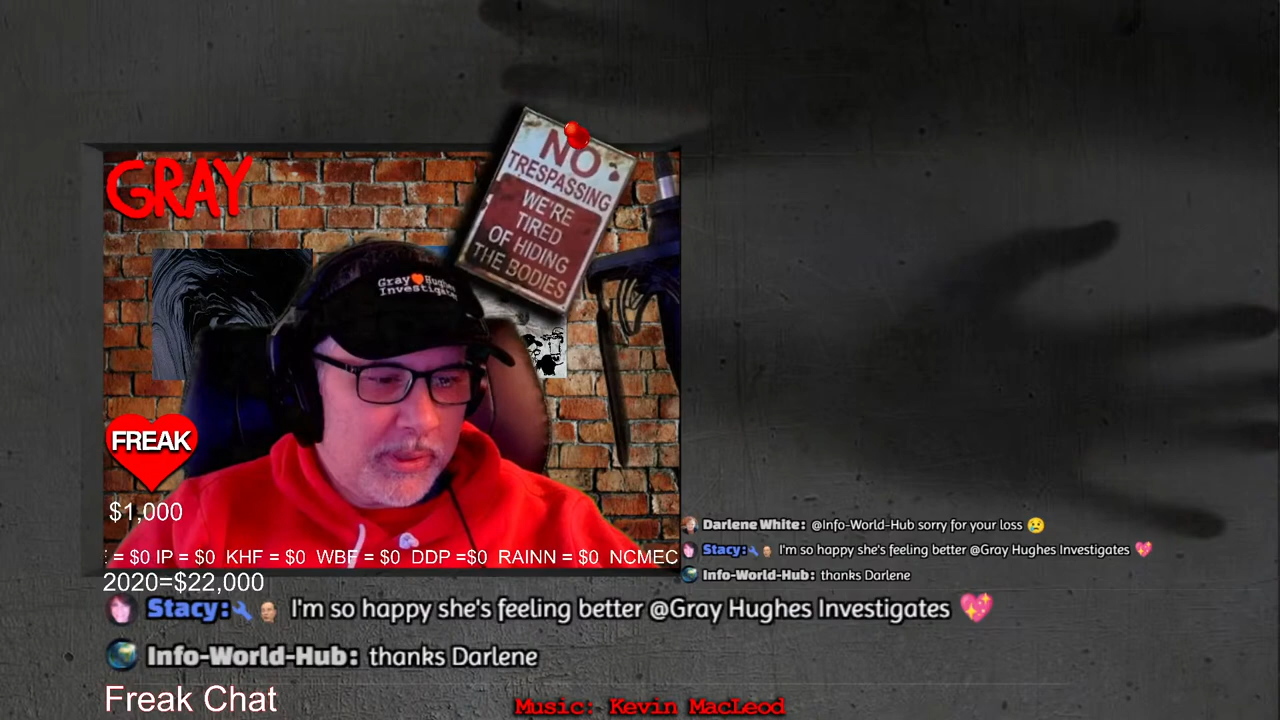 GRAY
NO
TRESPASSING
WE'RE
TIRED
OF HIDING
THE BODIES
Gray Hughes
Investigates
FREAK
$1,000
= $0 IP = $0 KHF = $0 WBF = $0 DDP =$0 RAINN = $0 NCMEC
2020=$22,000
Darlene White: @Info-World-Hub sorry for your loss 😢
Stacy: I'm so happy she's feeling better @Gray Hughes Investigates 💖
Info-World-Hub: thanks Darlene
Stacy: I'm so happy she's feeling better @Gray Hughes Investigates 💖
Info-World-Hub: thanks Darlene
Freak Chat
Music: Kevin MacLeod